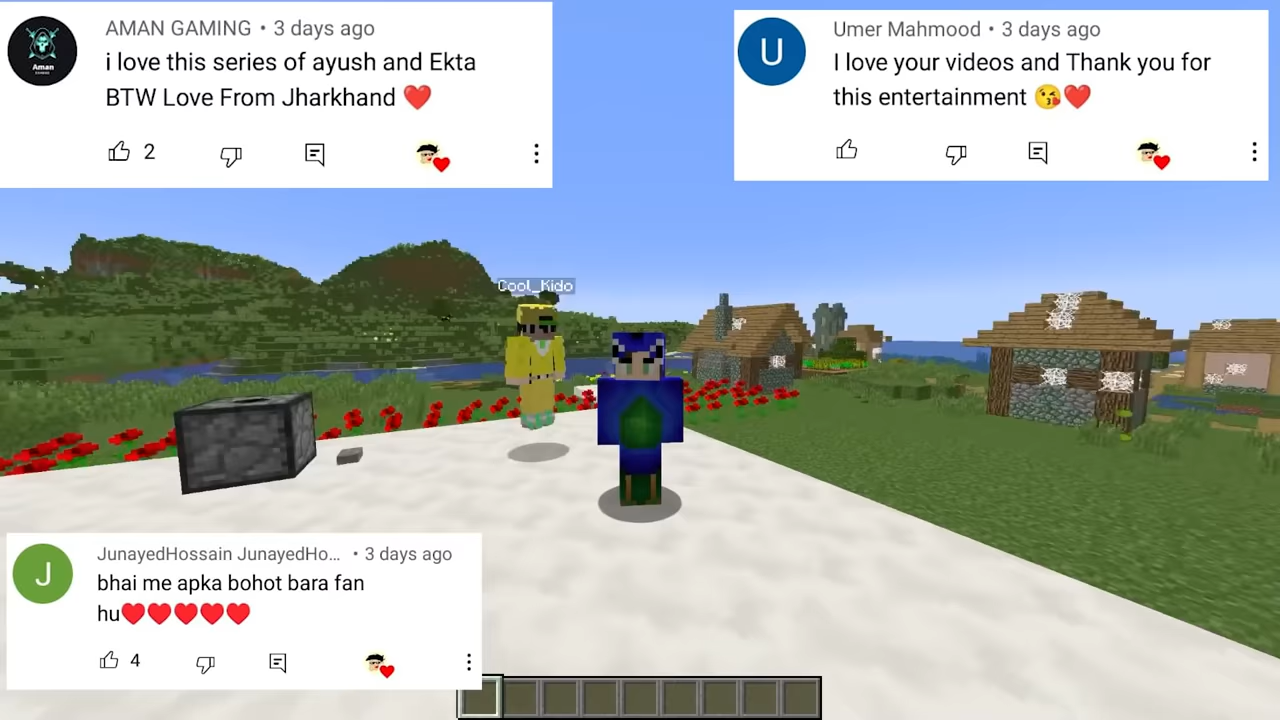 AMAN GAMING • 3 days ago
i love this series of ayush and Ekta
BTW Love From Jharkhand ❤️
2
Aman
Umer Mahmood • 3 days ago
U
I love your videos and Thank you for
this entertainment 😘❤️
Cool_Kido
JunayedHossain JunayedHo... • 3 days ago
J
bhai me apka bohot bara fan
hu❤️❤️❤️❤️❤️
4